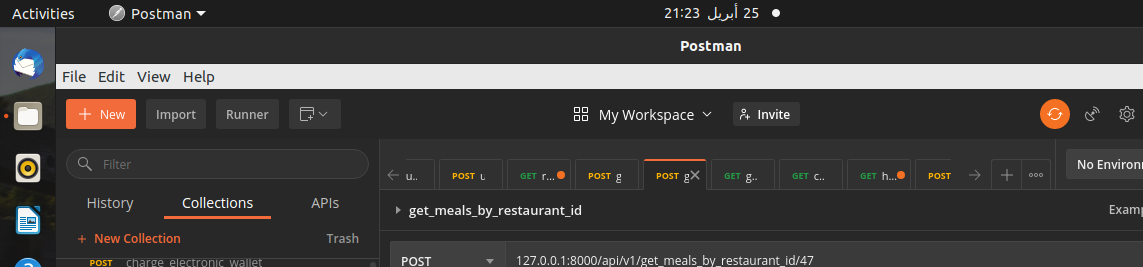 Activities Postman 21:23 25 أبريل
Postman
File Edit View Help
+ New Import Runner My Workspace Invite
Filter
u.. POST u GET r... POST g POST g GET g.. GET c.. GET h... POST + ooo No Environ
History Collections APIs
get_meals_by_restaurant_id Examp
+ New Collection Trash
POST charge_electronic_wallet
POST 127.0.0.1:8000/api/v1/get_meals_by_restaurant_id/47